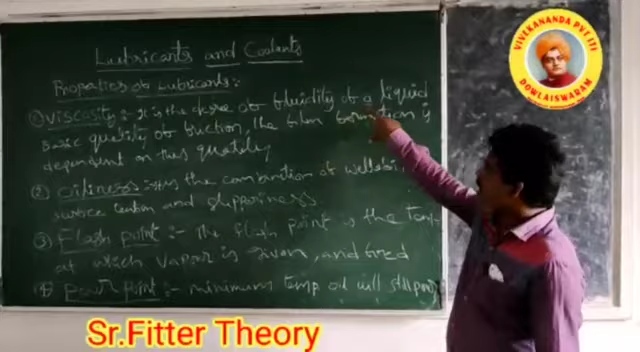 Lubricants and Coolants
Properties of Lubricants :-
① Viscosity :- It is the degree of fluidity of a liquid
basic quality of friction, The film formation is
dependent on this quality
② oiliness :- It is the combination of
surface tension and slipperiness
③ Flash point :- The flash point is the Temp
at which vapour is given, and fired
④ Pour point :- minimum temp oil will still pour
Sr.Fitter Theory
VIVEKANANDA PVT ITI
DOWLAISWARAM